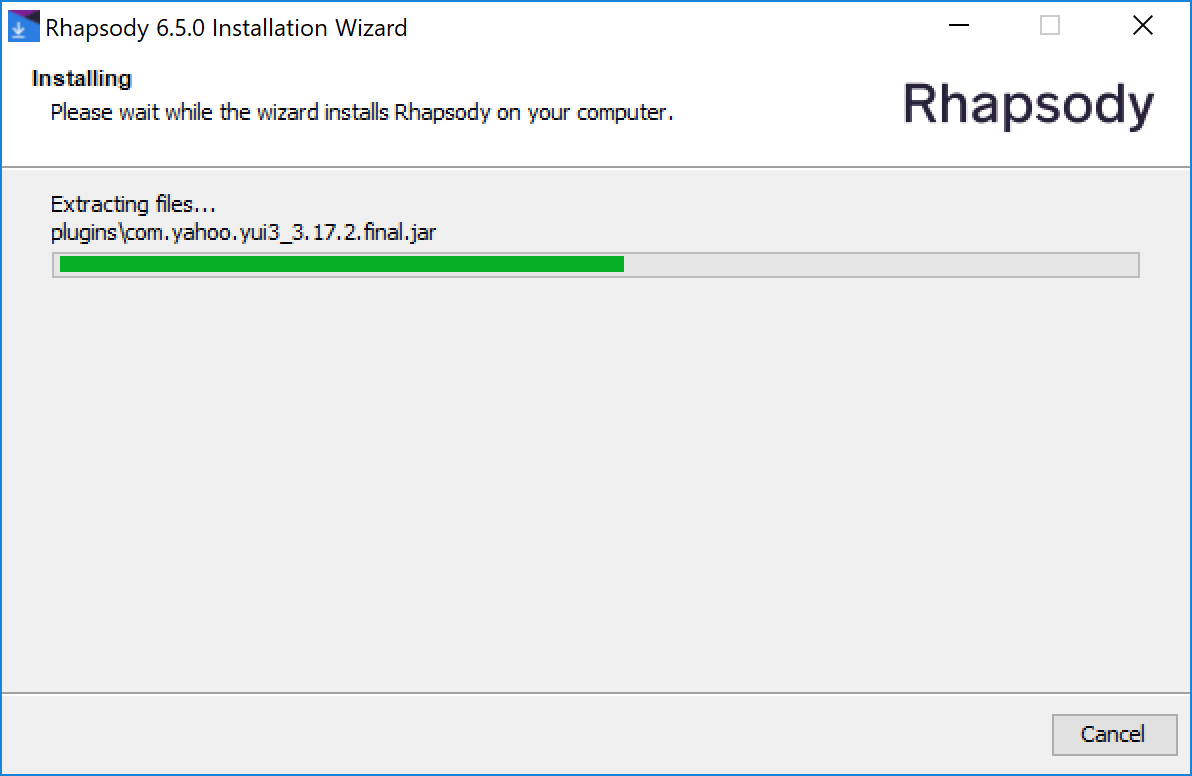 Rhapsody 6.5.0 Installation Wizard
Installing
Please wait while the wizard installs Rhapsody on your computer.
Rhapsody
Extracting files...
plugins\com.yahoo.yui3_3.17.2.final.jar
Cancel